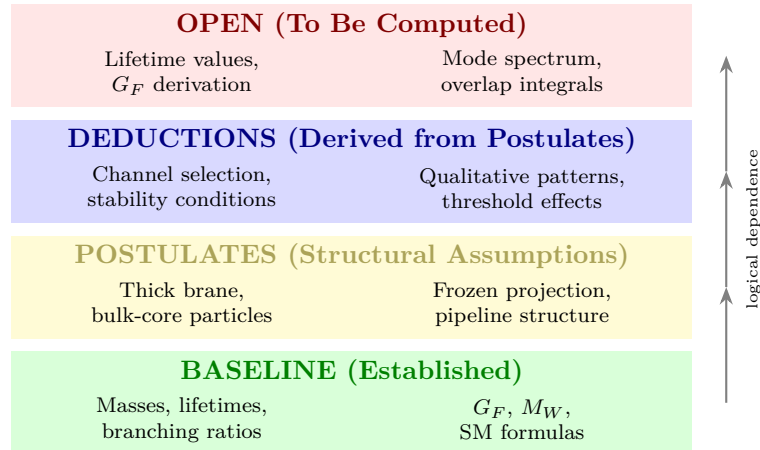 OPEN (To Be Computed)
Lifetime values,
G_F derivation
Mode spectrum,
overlap integrals
DEDUCTIONS (Derived from Postulates)
Channel selection,
stability conditions
Qualitative patterns,
threshold effects
POSTULATES (Structural Assumptions)
Thick brane,
bulk-core particles
Frozen projection,
pipeline structure
BASELINE (Established)
Masses, lifetimes,
branching ratios
G_F, M_W,
SM formulas
logical dependence